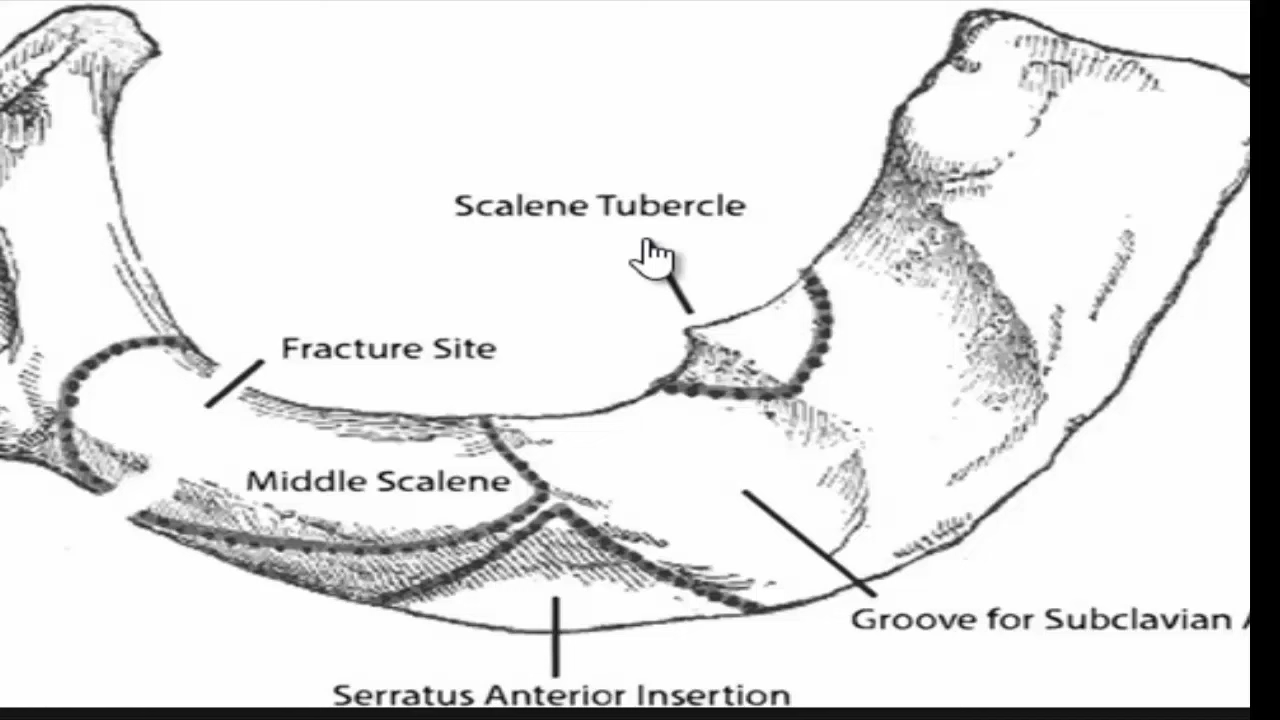 Scalene Tubercle
Fracture Site
Middle Scalene
Groove for Subclavian
Serratus Anterior Insertion